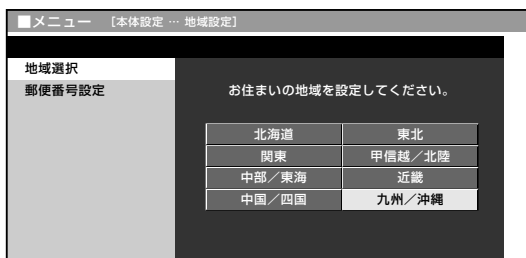 ■メニュー [本体設定 … 地域設定]
地域選択
郵便番号設定
お住まいの地域を設定してください。
北海道 東北
関東 甲信越／北陸
中部／東海 近畿
中国／四国 九州／沖縄